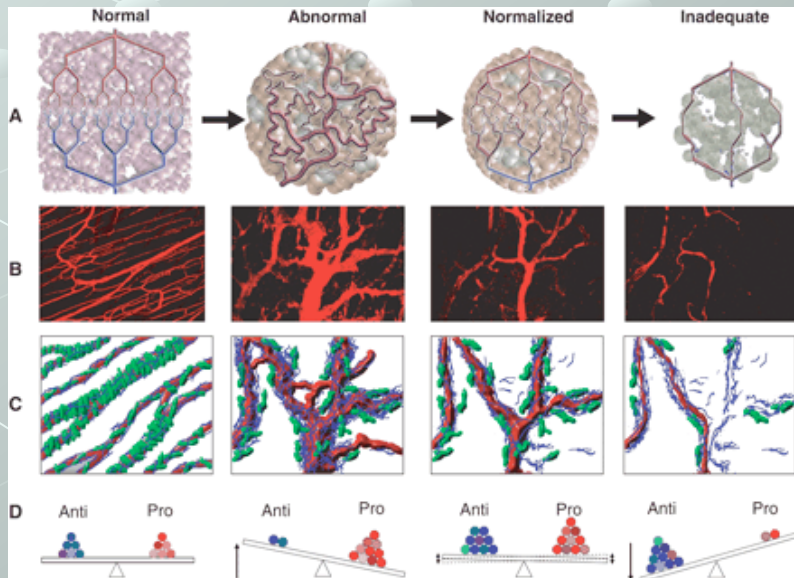 Normal Abnormal Normalized Inadequate
A
B
C
D Anti Pro Anti Pro Anti Pro Anti Pro